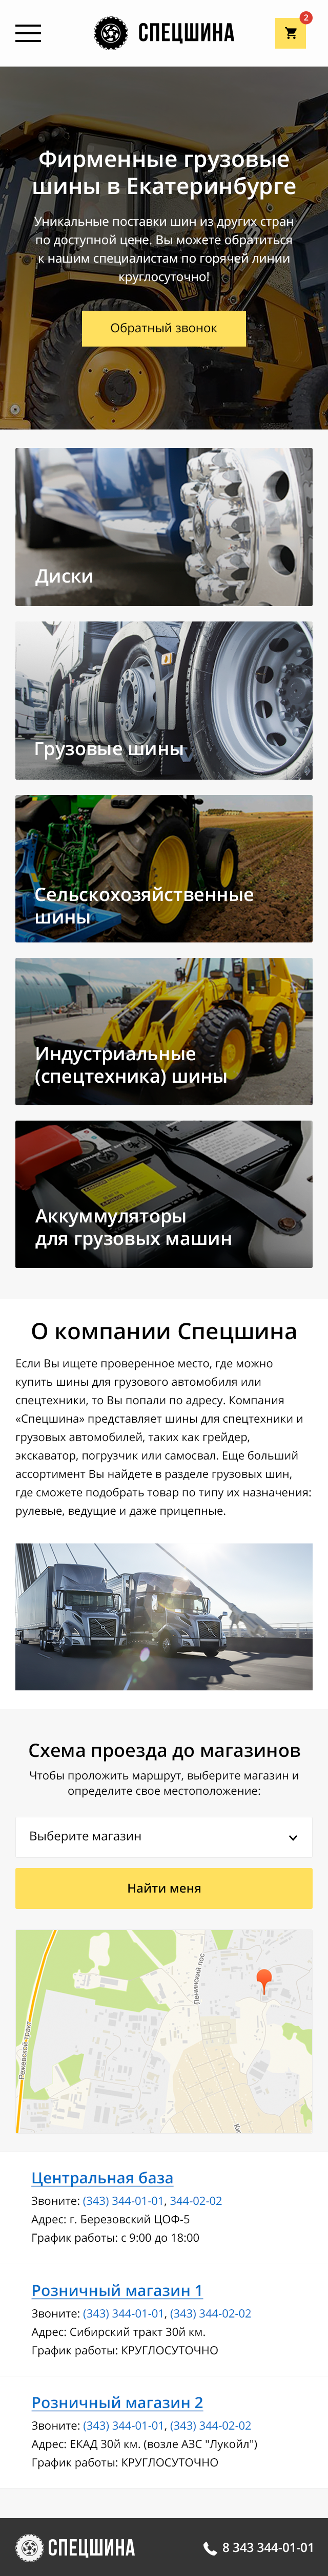 СПЕЦШИНА
2
Фирменные грузовые
шины в Екатеринбурге
Уникальные поставки шин из других стран
по доступной цене. Вы можете обратиться
к нашим специалистам по горячей линии
круглосуточно!
Обратный звонок
Диски
Грузовые шины
Сельскохозяйственные
шины
Индустриальные
(спецтехника) шины
Аккуммуляторы
для грузовых машин
О компании Спецшина
Если Вы ищете проверенное место, где можно
купить шины для грузового автомобиля или
спецтехники, то Вы попали по адресу. Компания
«Спецшина» представляет шины для спецтехники и
грузовых автомобилей, таких как грейдер,
экскаватор, погрузчик или самосвал. Еще больший
ассортимент Вы найдете в разделе грузовых шин,
где сможете подобрать товар по типу их назначения:
рулевые, ведущие и даже прицепные.
Схема проезда до магазинов
Чтобы проложить маршрут, выберите магазин и
определите свое местоположение:
Выберите магазин
Найти меня
Режевской тракт
Ленинский пос
Центральная база
Звоните: (343) 344-01-01, 344-02-02
Адрес: г. Березовский ЦОФ-5
График работы: с 9:00 до 18:00
Розничный магазин 1
Звоните: (343) 344-01-01, (343) 344-02-02
Адрес: Сибирский тракт 30й км.
График работы: КРУГЛОСУТОЧНО
Розничный магазин 2
Звоните: (343) 344-01-01, (343) 344-02-02
Адрес: ЕКАД 30й км. (возле АЗС "Лукойл")
График работы: КРУГЛОСУТОЧНО
СПЕЦШИНА
8 343 344-01-01